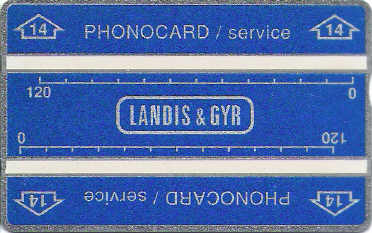 14 PHONOCARD / service 14
120 0
LANDIS & GYR
0 120
14 PHONOCARD / service 14